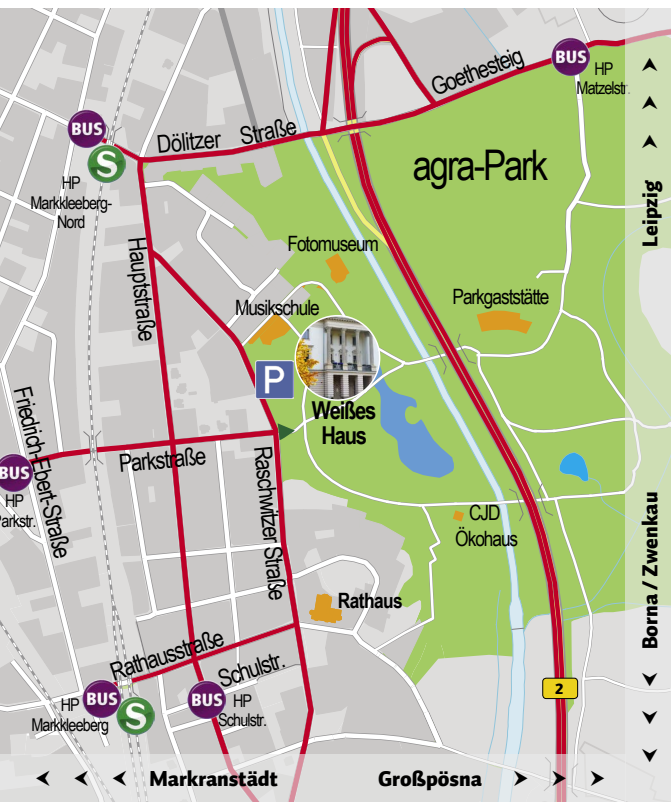 BUS
HP
Matzelstr.
Goethesteig
BUS
S
HP
Markkleeberg-
Nord
Dölitzer Straße
agra-Park
Leipzig
Hauptstraße
Fotomuseum
Musikschule
Parkgaststätte
P
Weißes
Haus
Friedrich-Ebert-Straße
Parkstraße
BUS
HP
Parkstr.
Raschwitzer Straße
CJD
Ökohaus
Rathaus
Borna / Zwenkau
Rathausstraße
Schulstr.
2
HP
Markkleeberg
BUS
S
BUS
HP
Schulstr.
Markranstädt
Großpösna